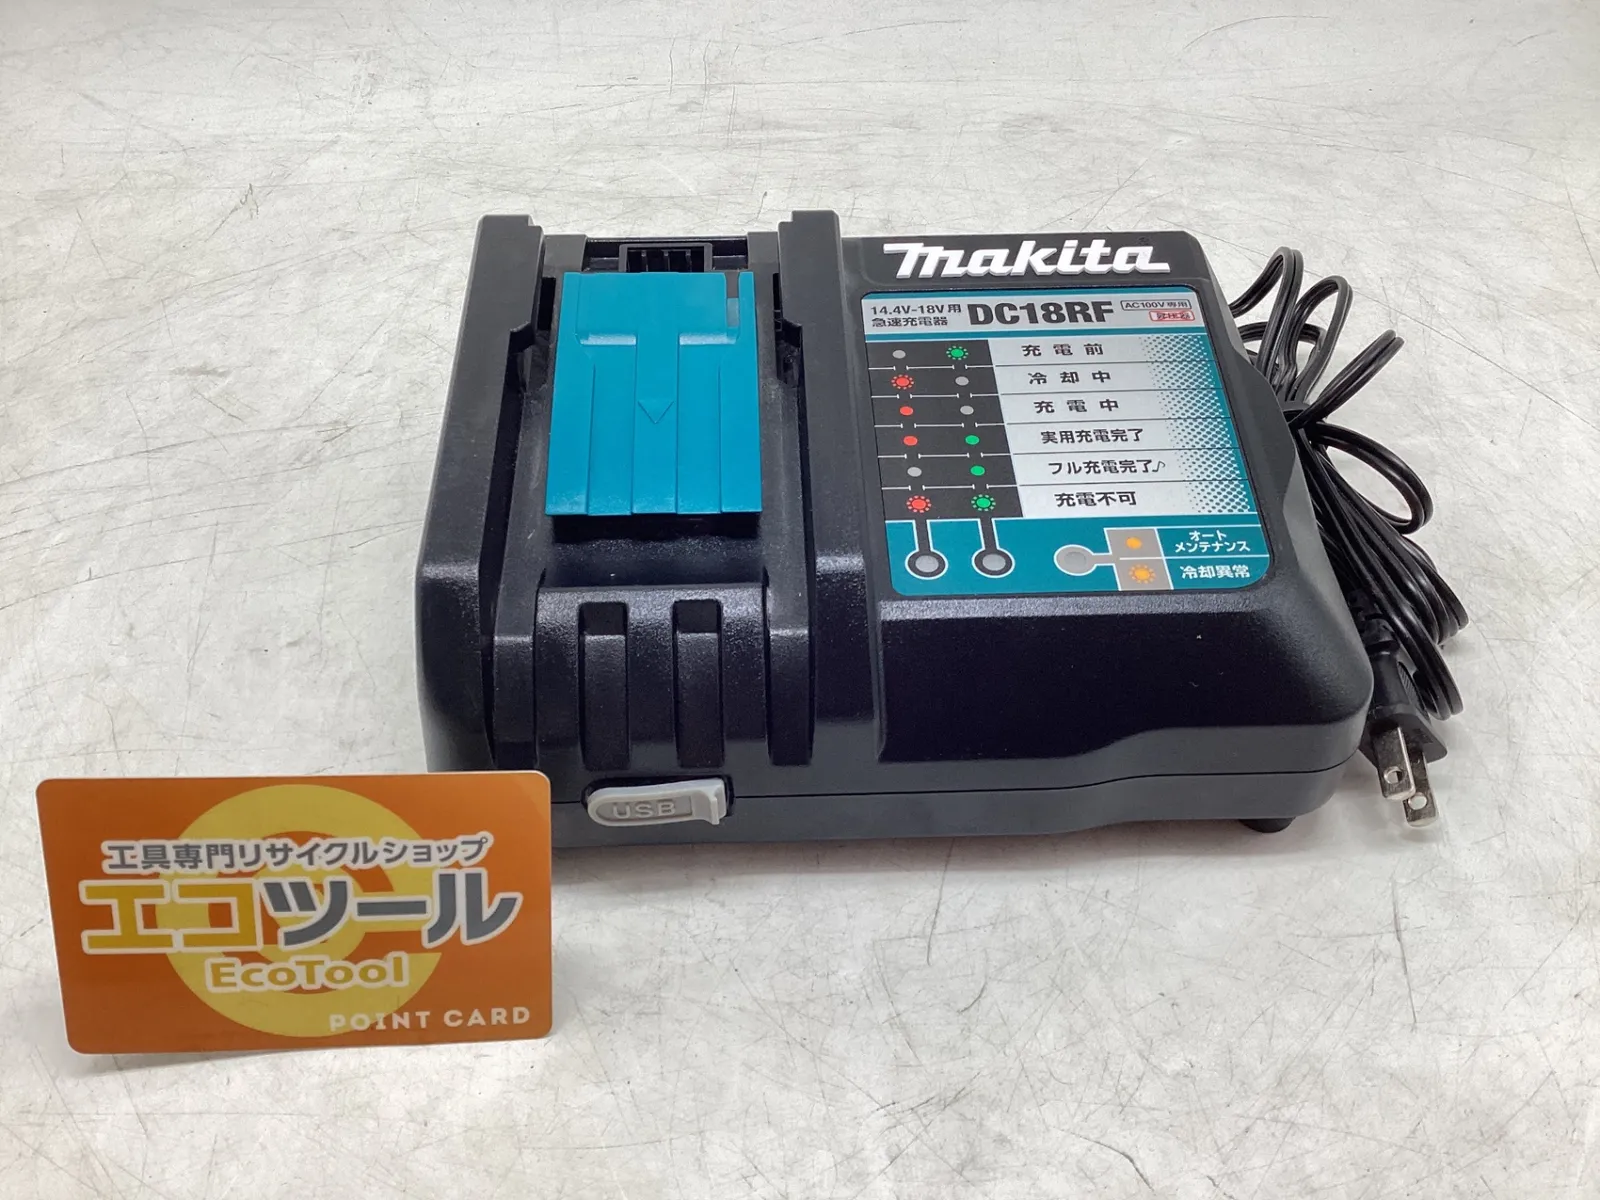 makita
14.4V-18V用
急速充電器
DC18RF
AC100V専用
充電前
冷却中
充電中
実用充電完了
フル充電完了♪
充電不可
オート
メンテナンス
冷却異常
USB
工具専門リサイクルショップ
エコツール
EcoTool
POINT CARD